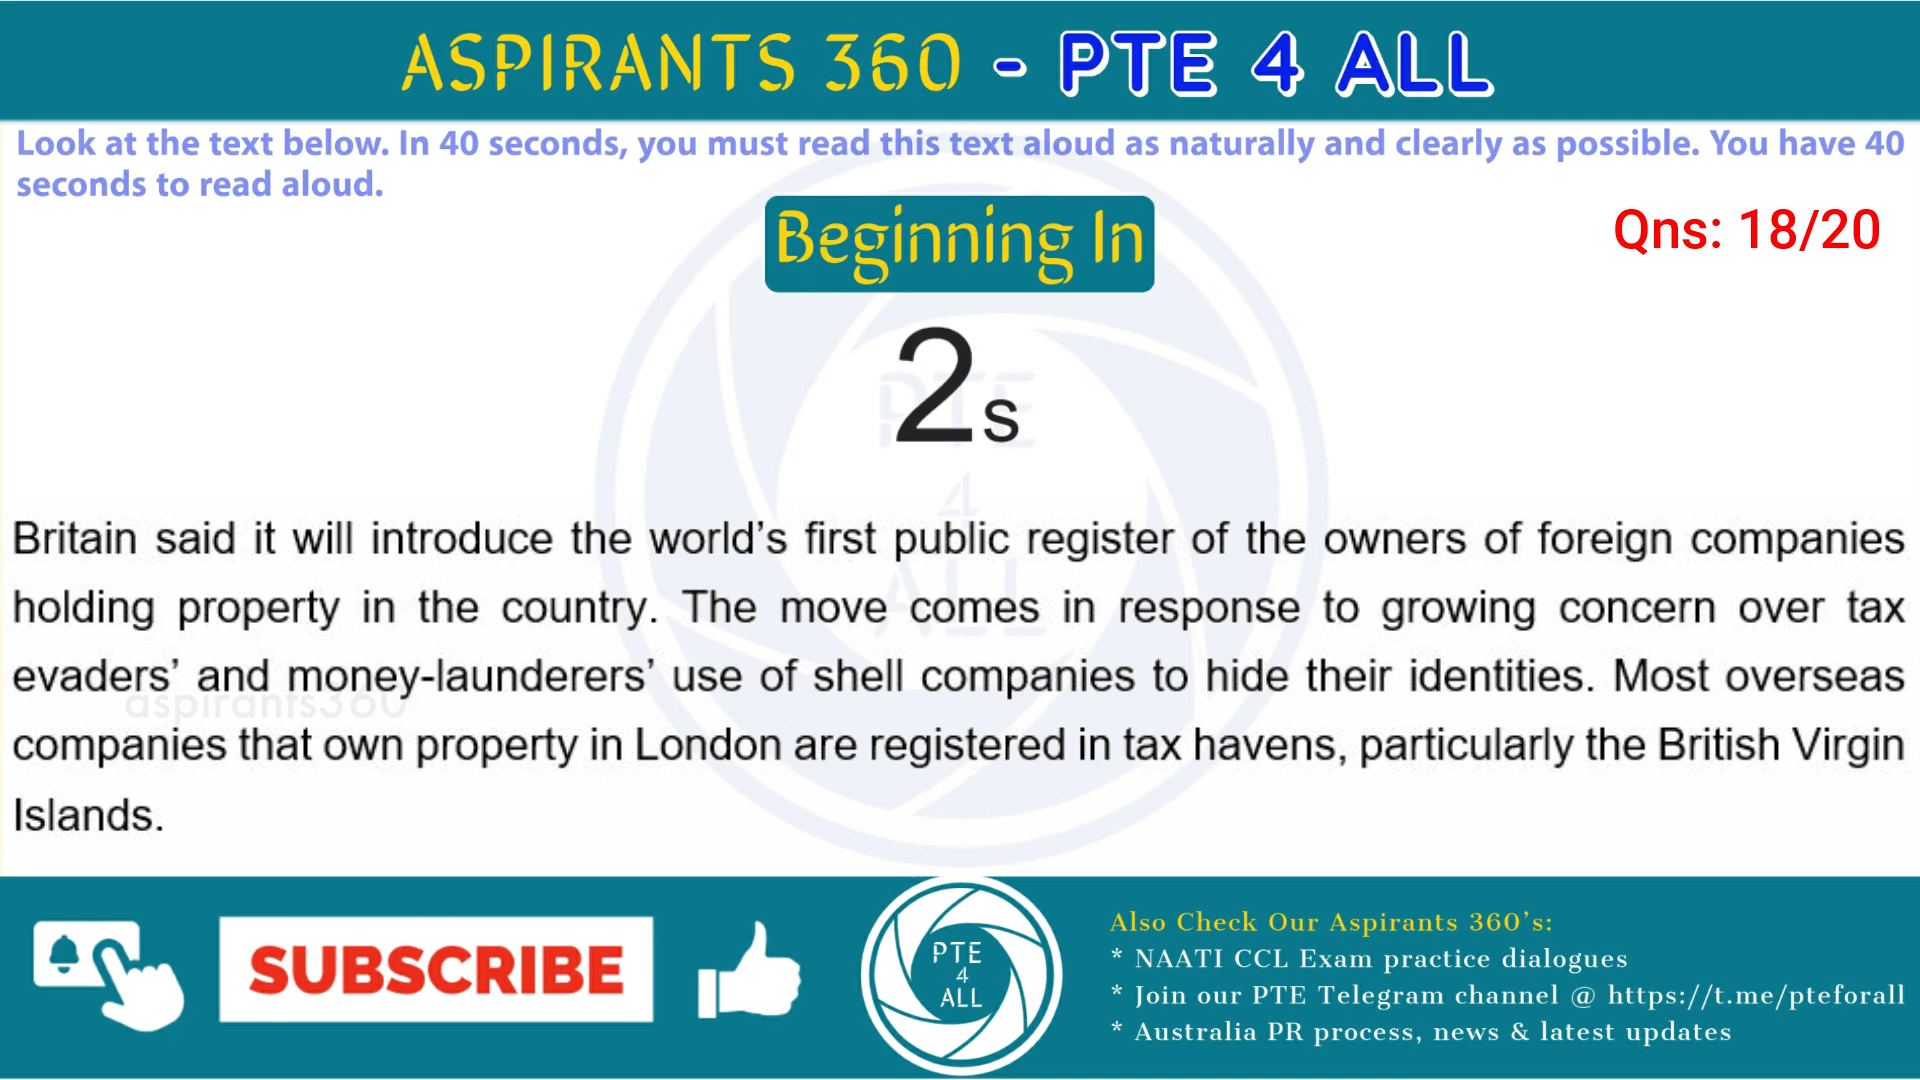 ASPIRANTS 360 - PTE 4 ALL
Look at the text below. In 40 seconds, you must read this text aloud as naturally and clearly as possible. You have 40
seconds to read aloud.
Beginning In
Qns: 18/20
2s
PTE
4
ALL
Britain said it will introduce the world’s first public register of the owners of foreign companies
holding property in the country. The move comes in response to growing concern over tax
evaders’ and money-launderers’ use of shell companies to hide their identities. Most overseas
aspirants360
companies that own property in London are registered in tax havens, particularly the British Virgin
Islands.
SUBSCRIBE
PTE
4
ALL
Also Check Our Aspirants 360’s:
* NAATI CCL Exam practice dialogues
* Join our PTE Telegram channel @ https://t.me/pteforall
* Australia PR process, news & latest updates